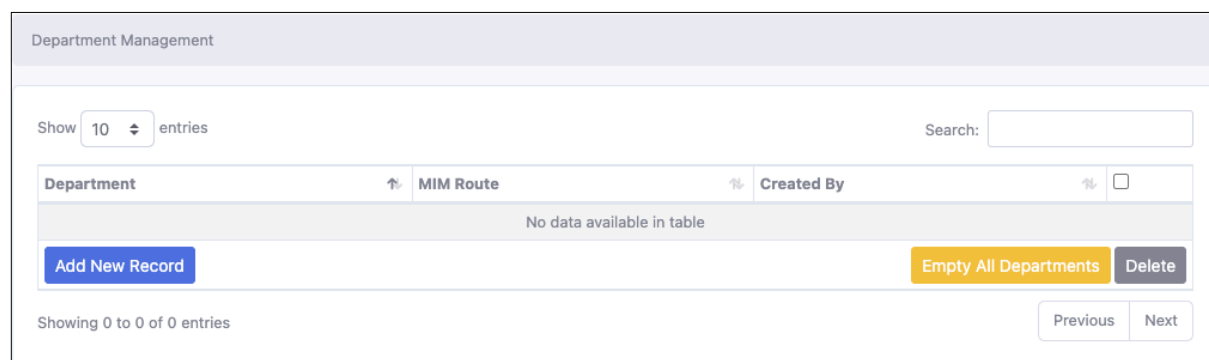 Department Management
Show 10 entries Search:
Department MIM Route Created By
No data available in table
Add New Record Empty All Departments Delete
Showing 0 to 0 of 0 entries Previous Next